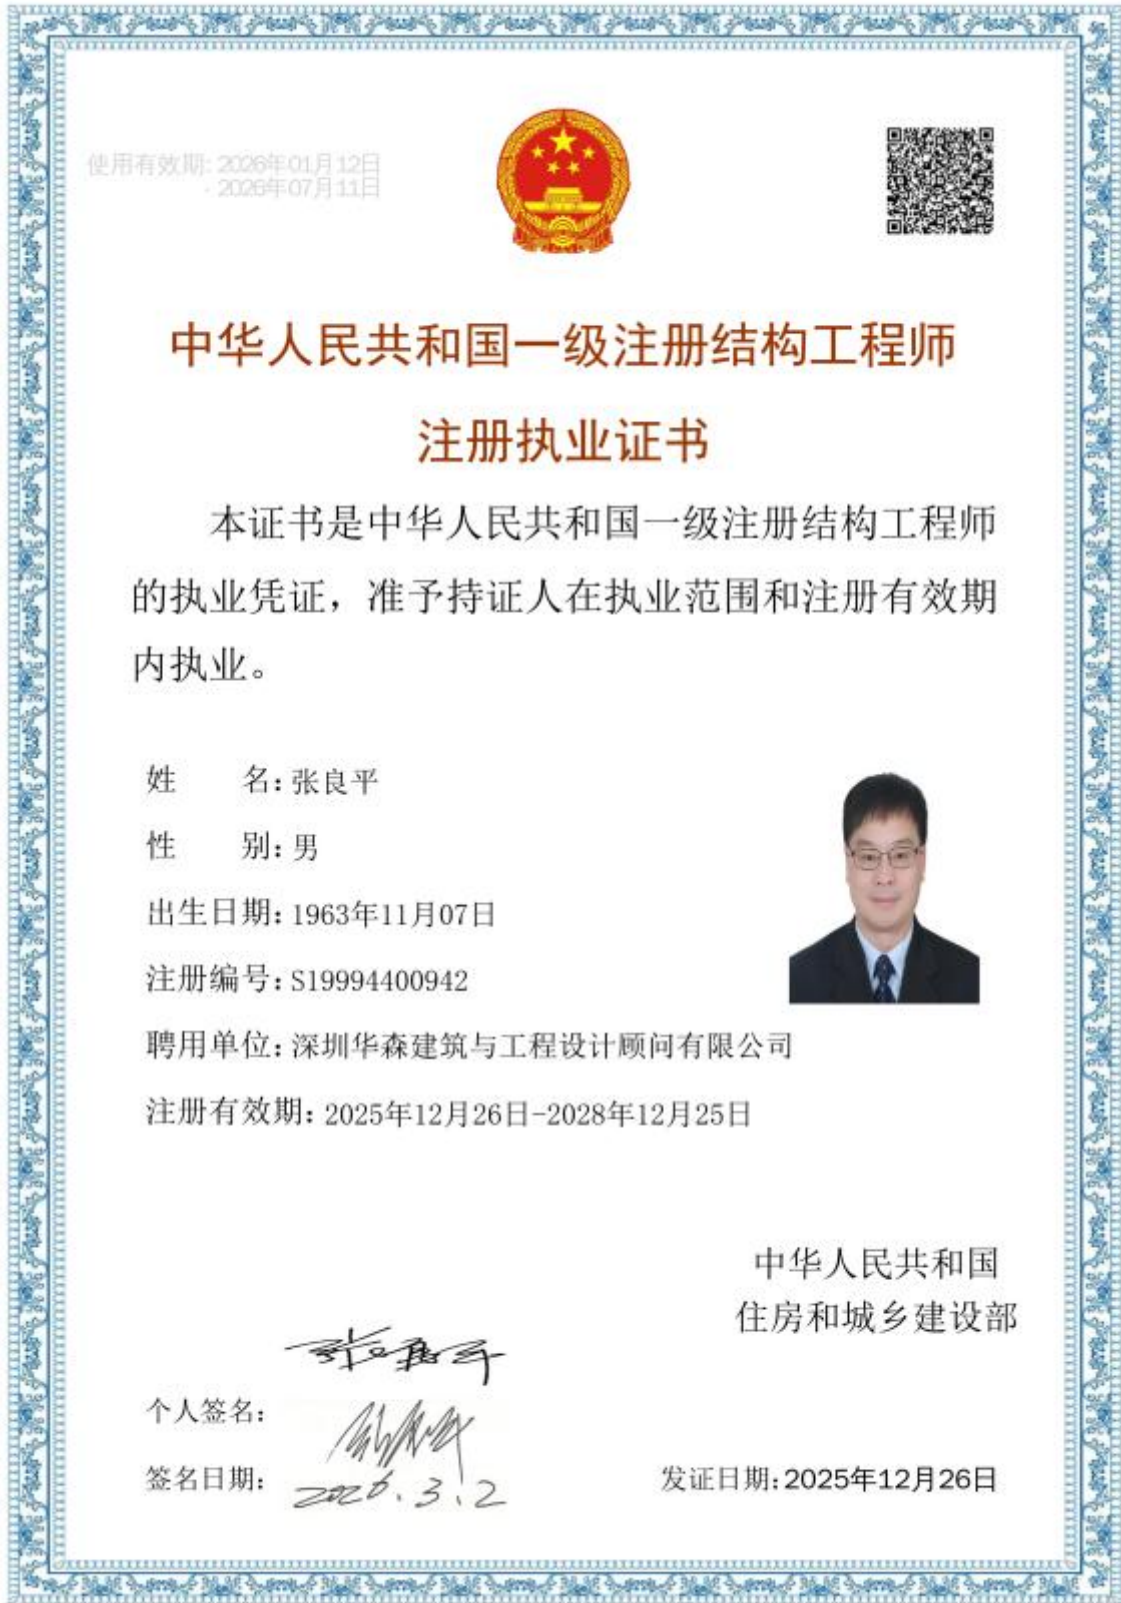 使用有效期: 2026年01月12日
- 2026年07月11日
中华人民共和国一级注册结构工程师
注册执业证书
本证书是中华人民共和国一级注册结构工程师
的执业凭证，准予持证人在执业范围和注册有效期
内执业。
姓 名: 张良平
性 别: 男
出生日期: 1963年11月07日
注册编号: S19994400942
聘用单位: 深圳华森建筑与工程设计顾问有限公司
注册有效期: 2025年12月26日-2028年12月25日
中华人民共和国
住房和城乡建设部
张良平
个人签名:
签名日期: 2026.3.2
发证日期: 2025年12月26日